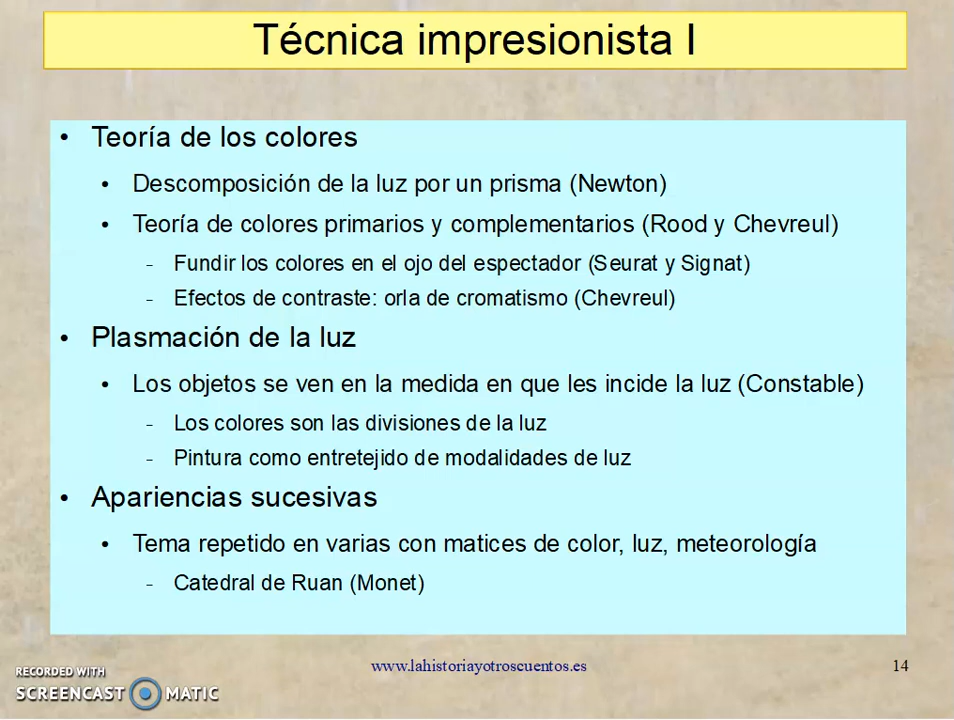 Técnica impresionista I
• Teoría de los colores
• Descomposición de la luz por un prisma (Newton)
• Teoría de colores primarios y complementarios (Rood y Chevreul)
- Fundir los colores en el ojo del espectador (Seurat y Signat)
- Efectos de contraste: orla de cromatismo (Chevreul)
• Plasmación de la luz
• Los objetos se ven en la medida en que les incide la luz (Constable)
- Los colores son las divisiones de la luz
- Pintura como entretejido de modalidades de luz
• Apariencias sucesivas
• Tema repetido en varias con matices de color, luz, meteorología
- Catedral de Ruan (Monet)
www.lahistoriayotroscuentos.es
14
RECORDED WITH
SCREENCAST MATIC